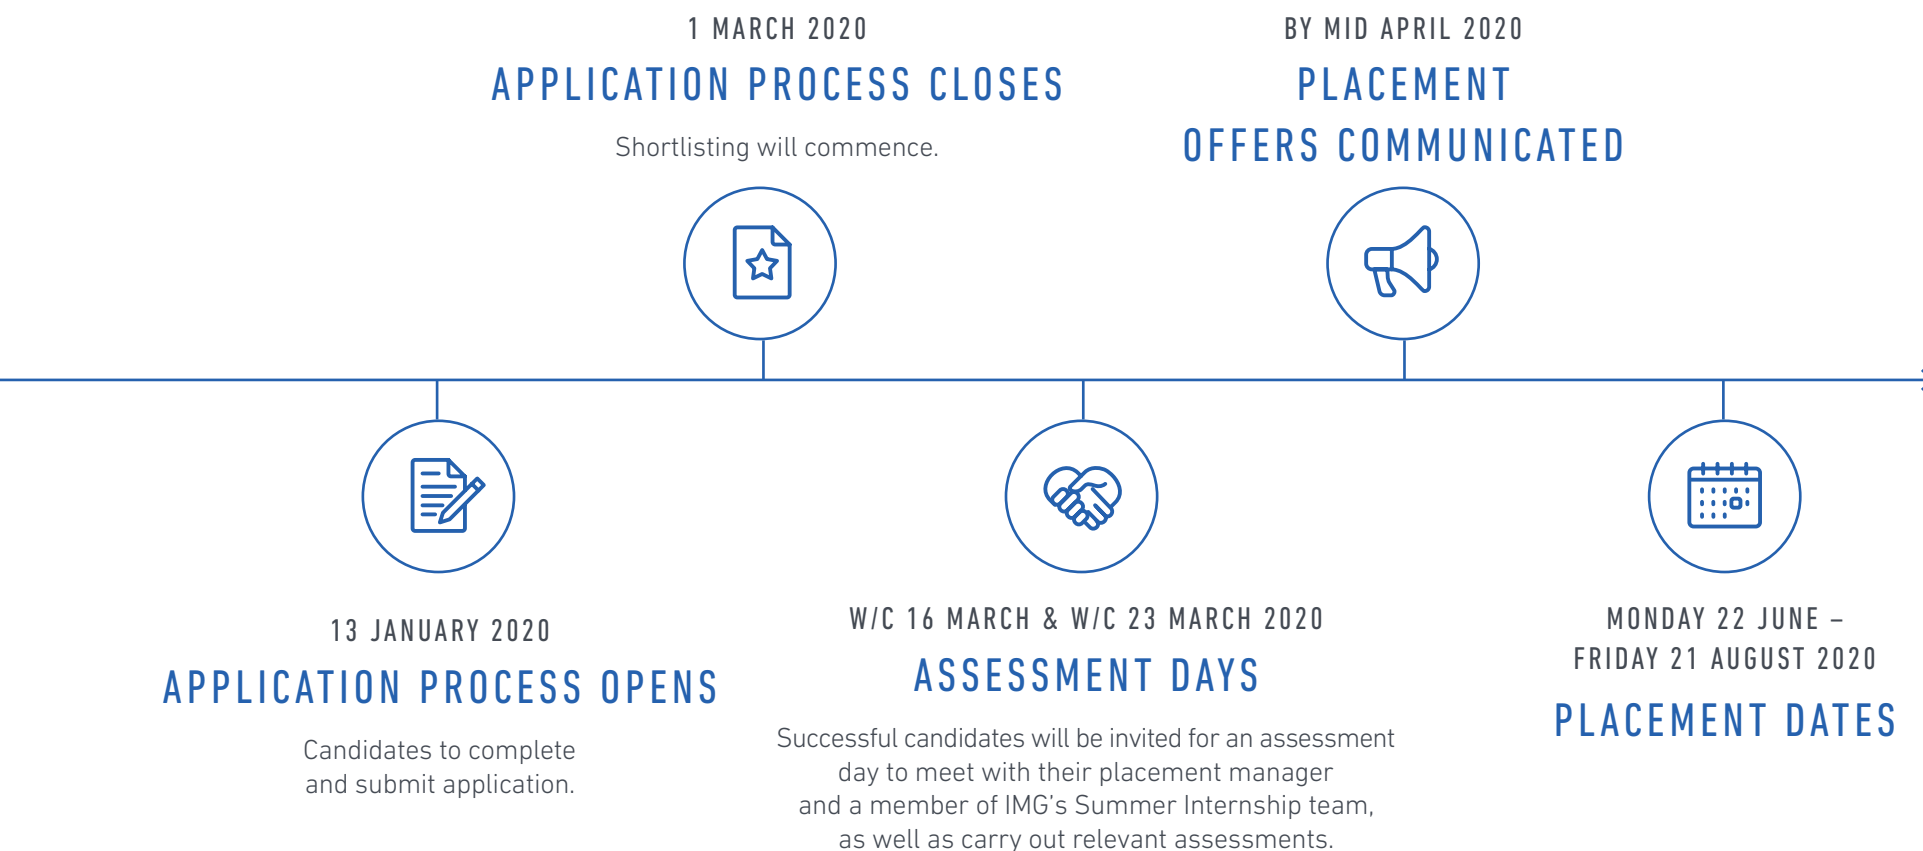 1 MARCH 2020
APPLICATION PROCESS CLOSES
Shortlisting will commence.
BY MID APRIL 2020
PLACEMENT
OFFERS COMMUNICATED
13 JANUARY 2020
APPLICATION PROCESS OPENS
Candidates to complete
and submit application.
W/C 16 MARCH & W/C 23 MARCH 2020
ASSESSMENT DAYS
Successful candidates will be invited for an assessment
day to meet with their placement manager
and a member of IMG’s Summer Internship team,
as well as carry out relevant assessments.
MONDAY 22 JUNE –
FRIDAY 21 AUGUST 2020
PLACEMENT DATES